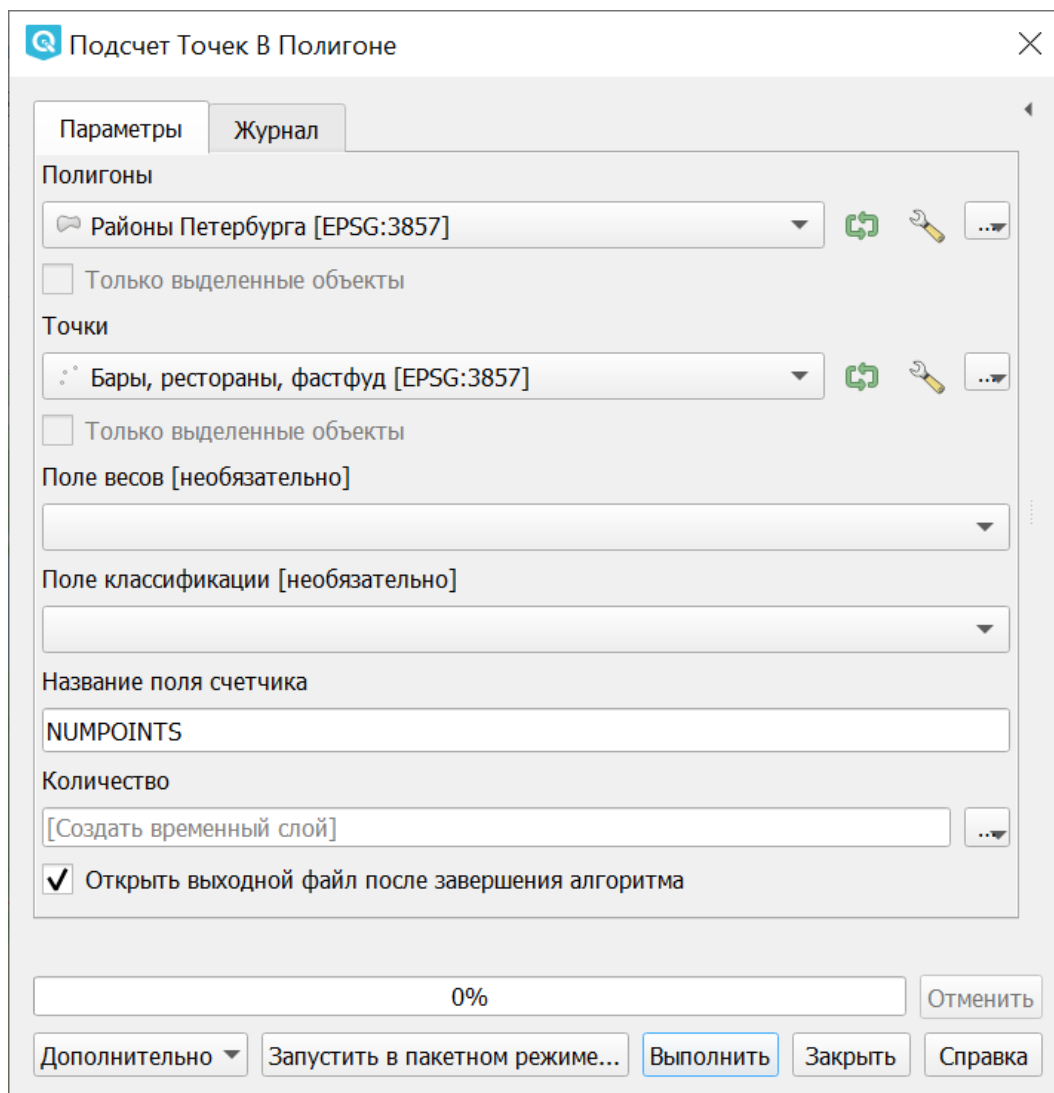 Подсчет Точек В Полигоне
Параметры Журнал
Полигоны
Районы Петербурга [EPSG:3857]
...
Только выделенные объекты
Точки
Бары, рестораны, фастфуд [EPSG:3857]
...
Только выделенные объекты
Поле весов [необязательно]
Поле классификации [необязательно]
Название поля счетчика
NUMPOINTS
Количество
[Создать временный слой]
...
Открыть выходной файл после завершения алгоритма
0%
Отменить
Дополнительно Запустить в пакетном режиме... Выполнить Закрыть Справка